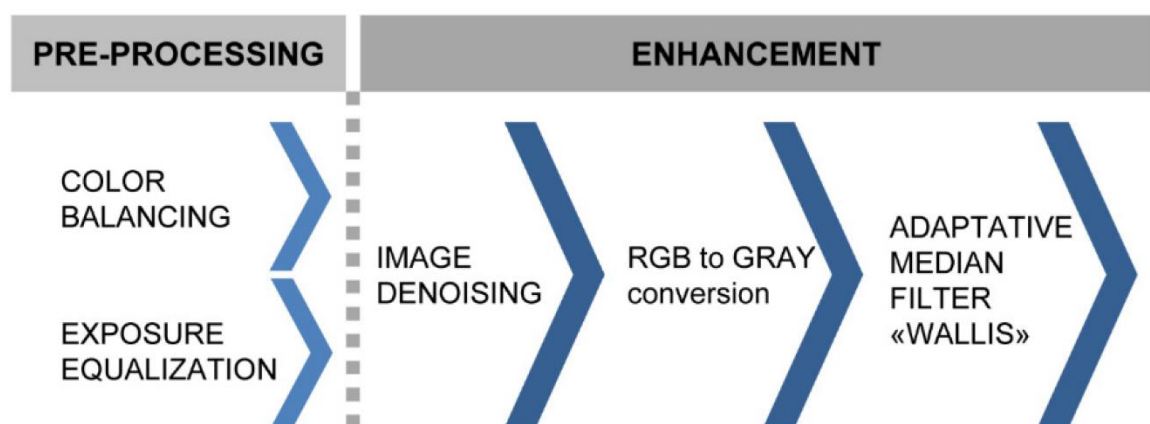 PRE-PROCESSING
ENHANCEMENT
COLOR
BALANCING
EXPOSURE
EQUALIZATION
IMAGE
DENOISING
RGB to GRAY
conversion
ADAPTATIVE
MEDIAN
FILTER
«WALLIS»